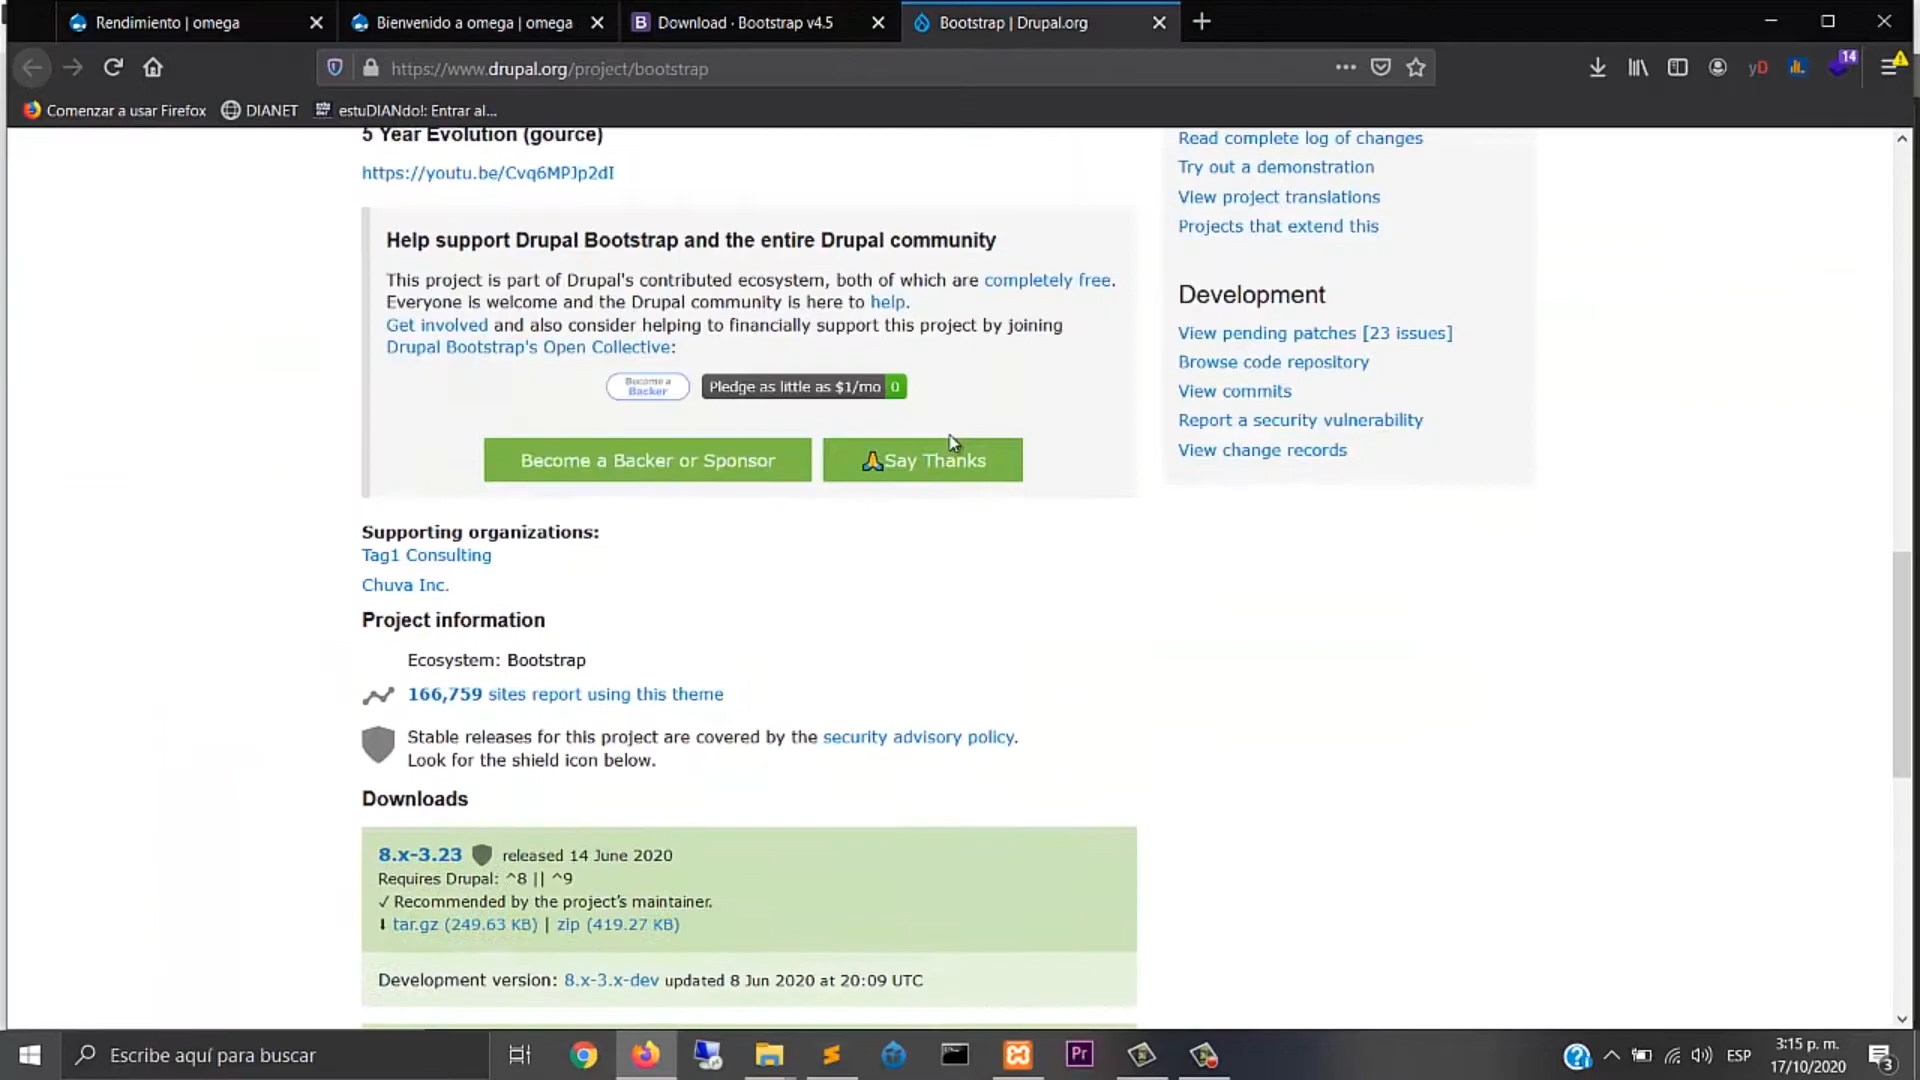 Rendimiento | omega
Bienvenido a omega | omega
Download · Bootstrap v4.5
Bootstrap | Drupal.org
https://www.drupal.org/project/bootstrap
14
Comenzar a usar Firefox
DIANET
estuDIANdo!: Entrar al...
5 Year Evolution (gource)
https://youtu.be/Cvq6MPJp2dI
Help support Drupal Bootstrap and the entire Drupal community
This project is part of Drupal's contributed ecosystem, both of which are completely free.
Everyone is welcome and the Drupal community is here to help.
Get involved and also consider helping to financially support this project by joining
Drupal Bootstrap's Open Collective:
Become a
Backer
Pledge as little as $1/mo 0
Become a Backer or Sponsor
Say Thanks
Supporting organizations:
Tag1 Consulting
Chuva Inc.
Project information
Ecosystem: Bootstrap
166,759 sites report using this theme
Stable releases for this project are covered by the security advisory policy.
Look for the shield icon below.
Downloads
8.x-3.23 released 14 June 2020
Requires Drupal: ^8 || ^9
✓ Recommended by the project's maintainer.
⬇ tar.gz (249.63 KB) | zip (419.27 KB)
Development version: 8.x-3.x-dev updated 8 Jun 2020 at 20:09 UTC
Read complete log of changes
Try out a demonstration
View project translations
Projects that extend this
Development
View pending patches [23 issues]
Browse code repository
View commits
Report a security vulnerability
View change records
Escribe aquí para buscar
Pr
ESP
3:15 p. m.
17/10/2020
3